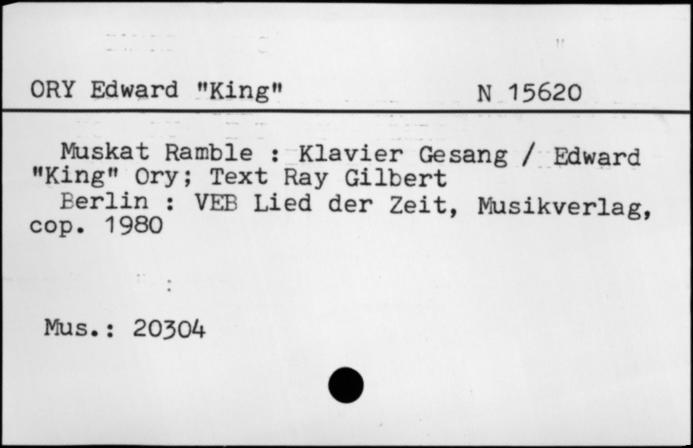 ORY Edward "King" N 15620
Muskat Ramble : Klavier Gesang / Edward
"King" Ory; Text Ray Gilbert
Berlin : VEB Lied der Zeit, Musikverlag,
cop. 1980
Mus.: 20304